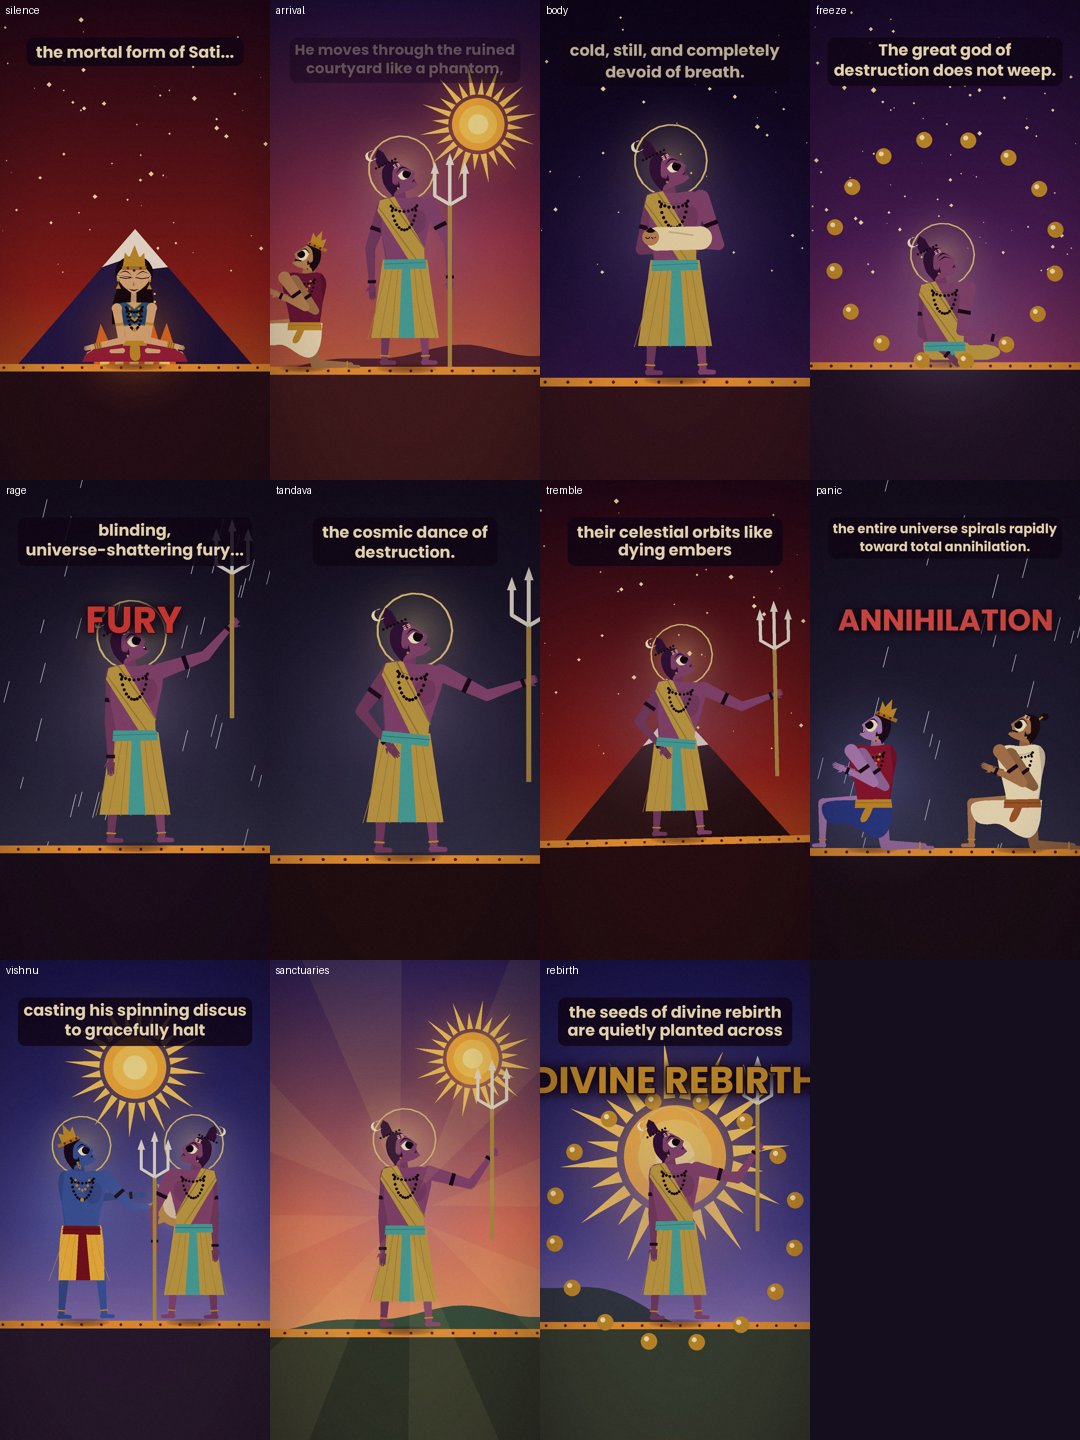 silence
the mortal form of Sati...
arrival
He moves through the ruined
courtyard like a phantom,
body
cold, still, and completely
devoid of breath.
freeze
The great god of
destruction does not weep.
rage
blinding,
universe-shattering fury...
FURY
tandava
the cosmic dance of
destruction.
tremble
their celestial orbits like
dying embers
panic
the entire universe spirals rapidly
toward total annihilation.
ANNIHILATION
vishnu
casting his spinning discus
to gracefully halt
sanctuaries
rebirth
the seeds of divine rebirth
are quietly planted across
DIVINE REBIRTH